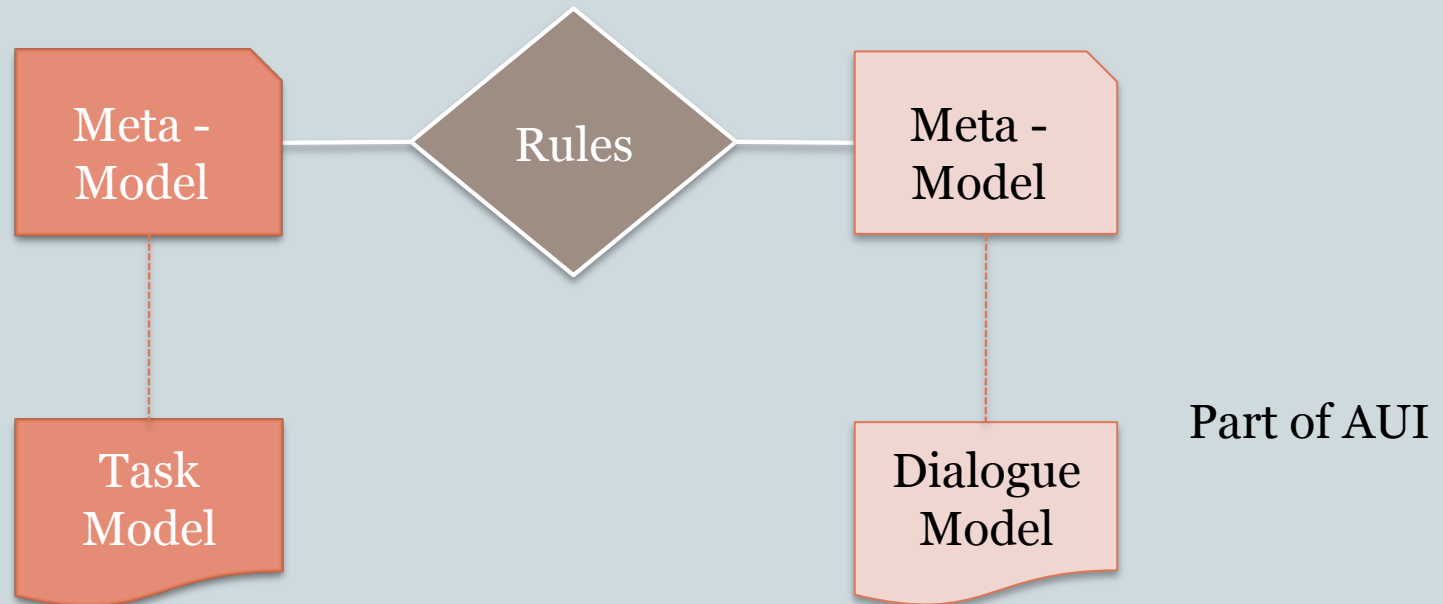 Meta -
Model
Rules
Meta -
Model
Task
Model
Dialogue
Model
Part of AUI